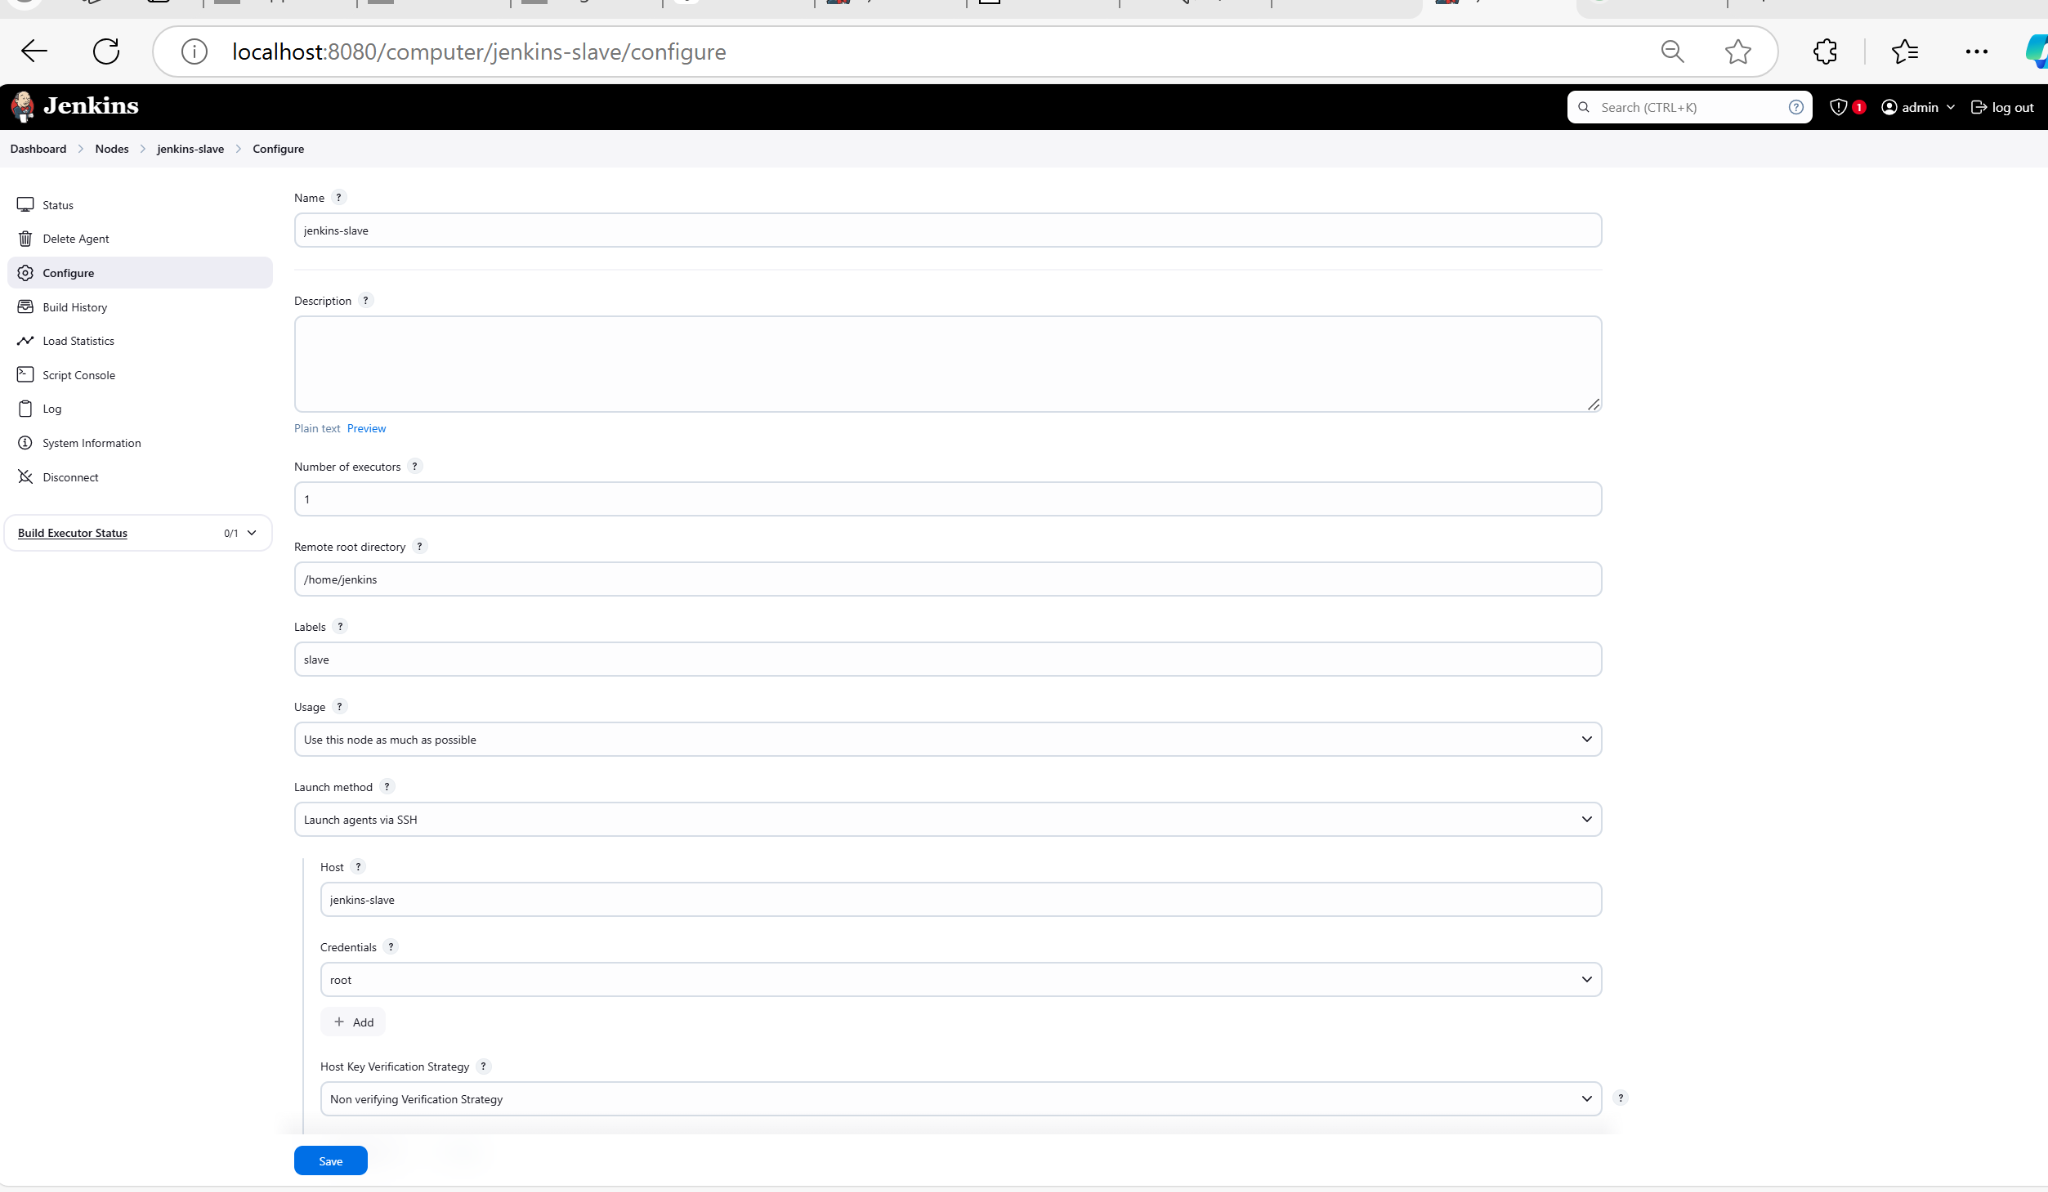 localhost:8080/computer/jenkins-slave/configure
Jenkins
Search (CTRL+K)
?
1
admin
log out
Dashboard
Nodes
jenkins-slave
Configure
Status
Delete Agent
Configure
Build History
Load Statistics
Script Console
Log
System Information
Disconnect
Build Executor Status 0/1
Name ?
jenkins-slave
Description ?
Plain text Preview
Number of executors ?
1
Remote root directory ?
/home/jenkins
Labels ?
slave
Usage ?
Use this node as much as possible
Launch method ?
Launch agents via SSH
Host ?
jenkins-slave
Credentials ?
root
+ Add
Host Key Verification Strategy ?
Non verifying Verification Strategy
?
Save